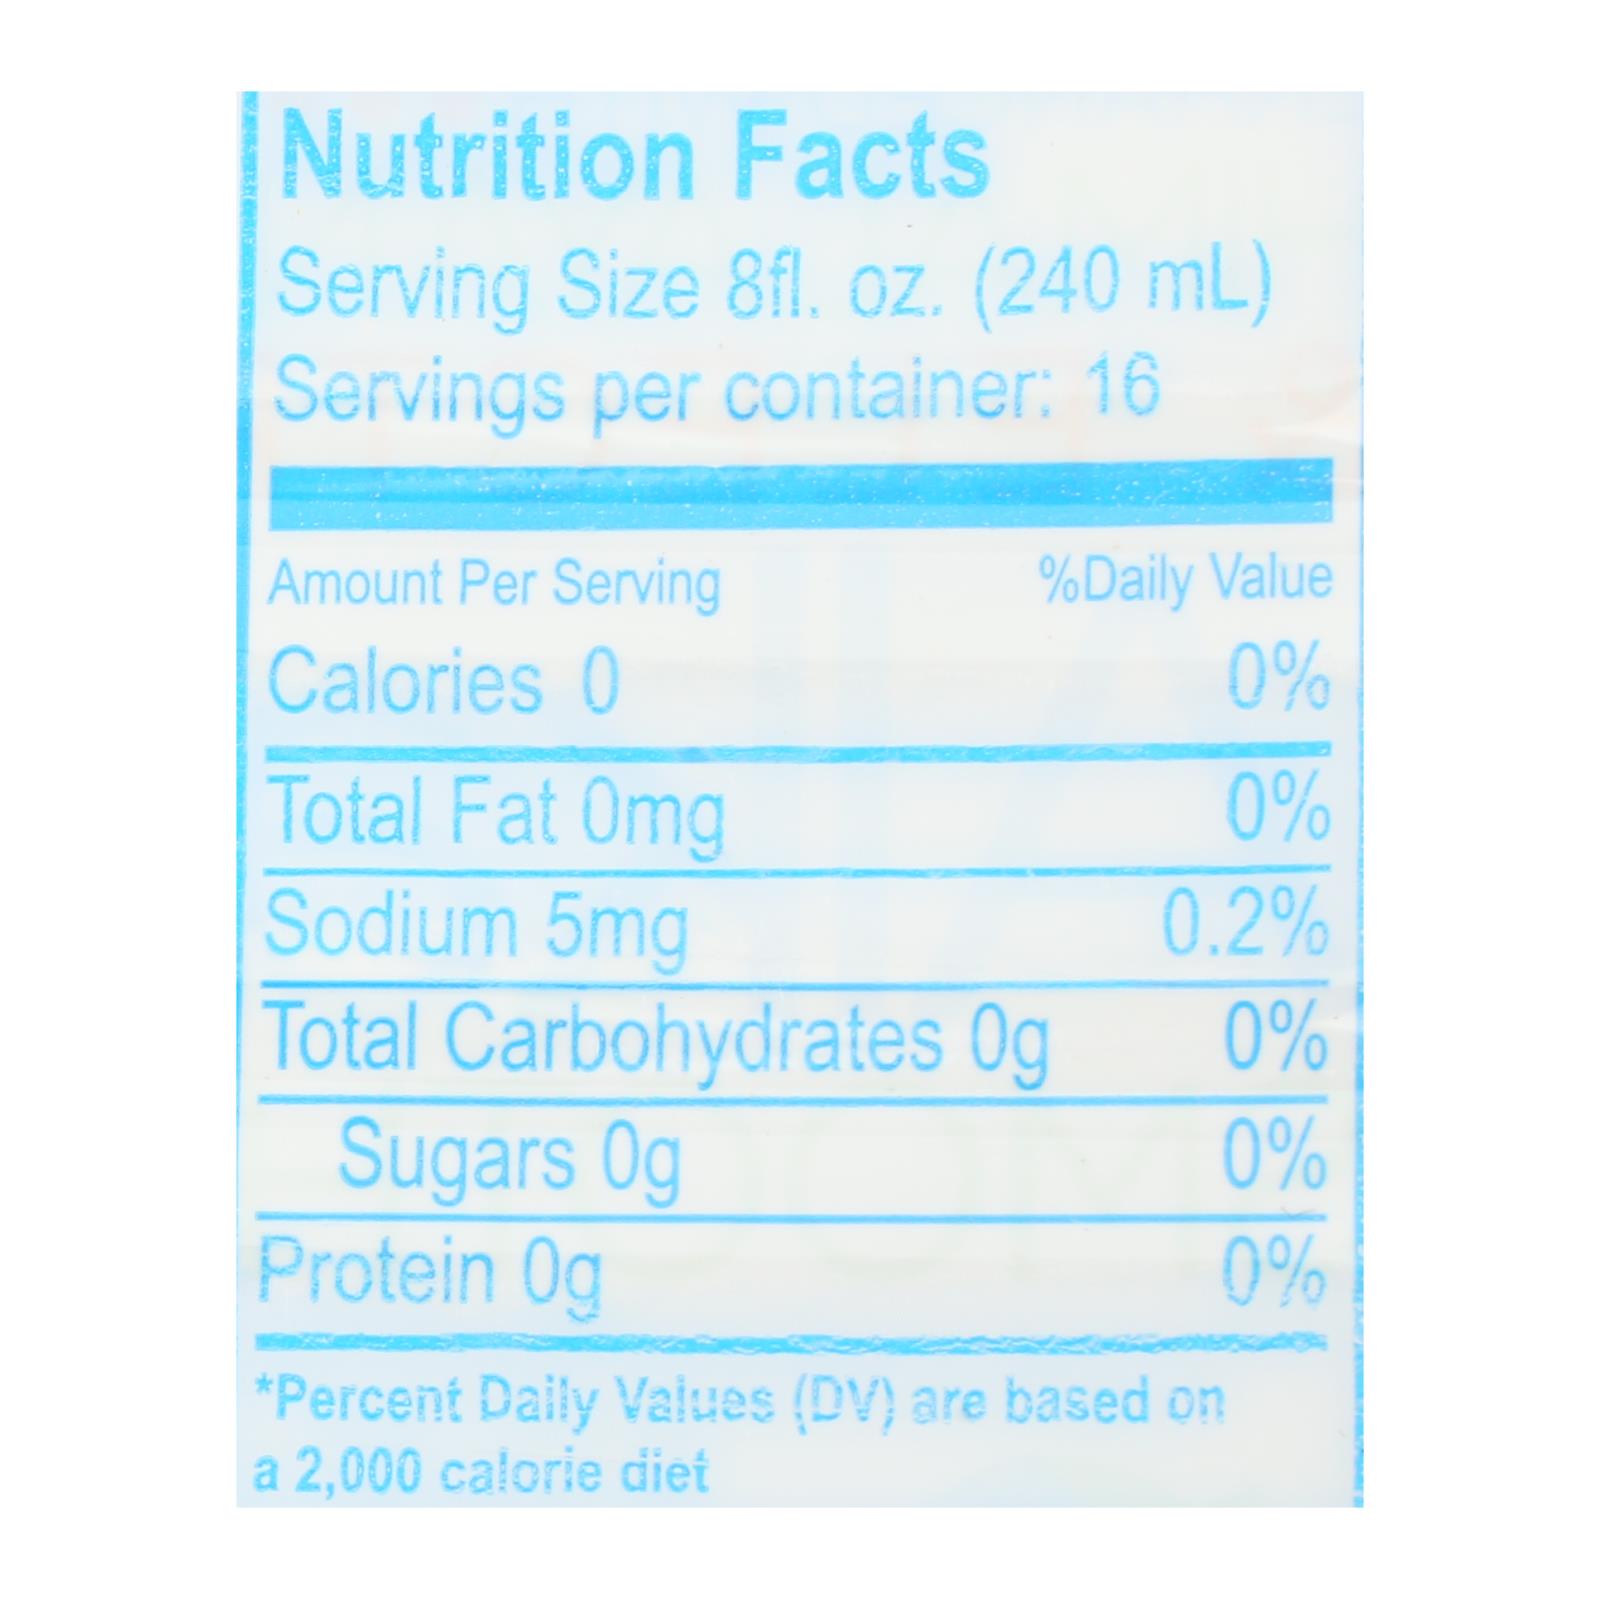 Nutrition Facts
Serving Size 8fl. oz. (240 mL)
Servings per container: 16
Amount Per Serving %Daily Value
Calories 0 0%
Total Fat 0mg 0%
Sodium 5mg 0.2%
Total Carbohydrates 0g 0%
Sugars 0g 0%
Protein 0g 0%
*Percent Daily Values (DV) are based on
a 2,000 calorie diet